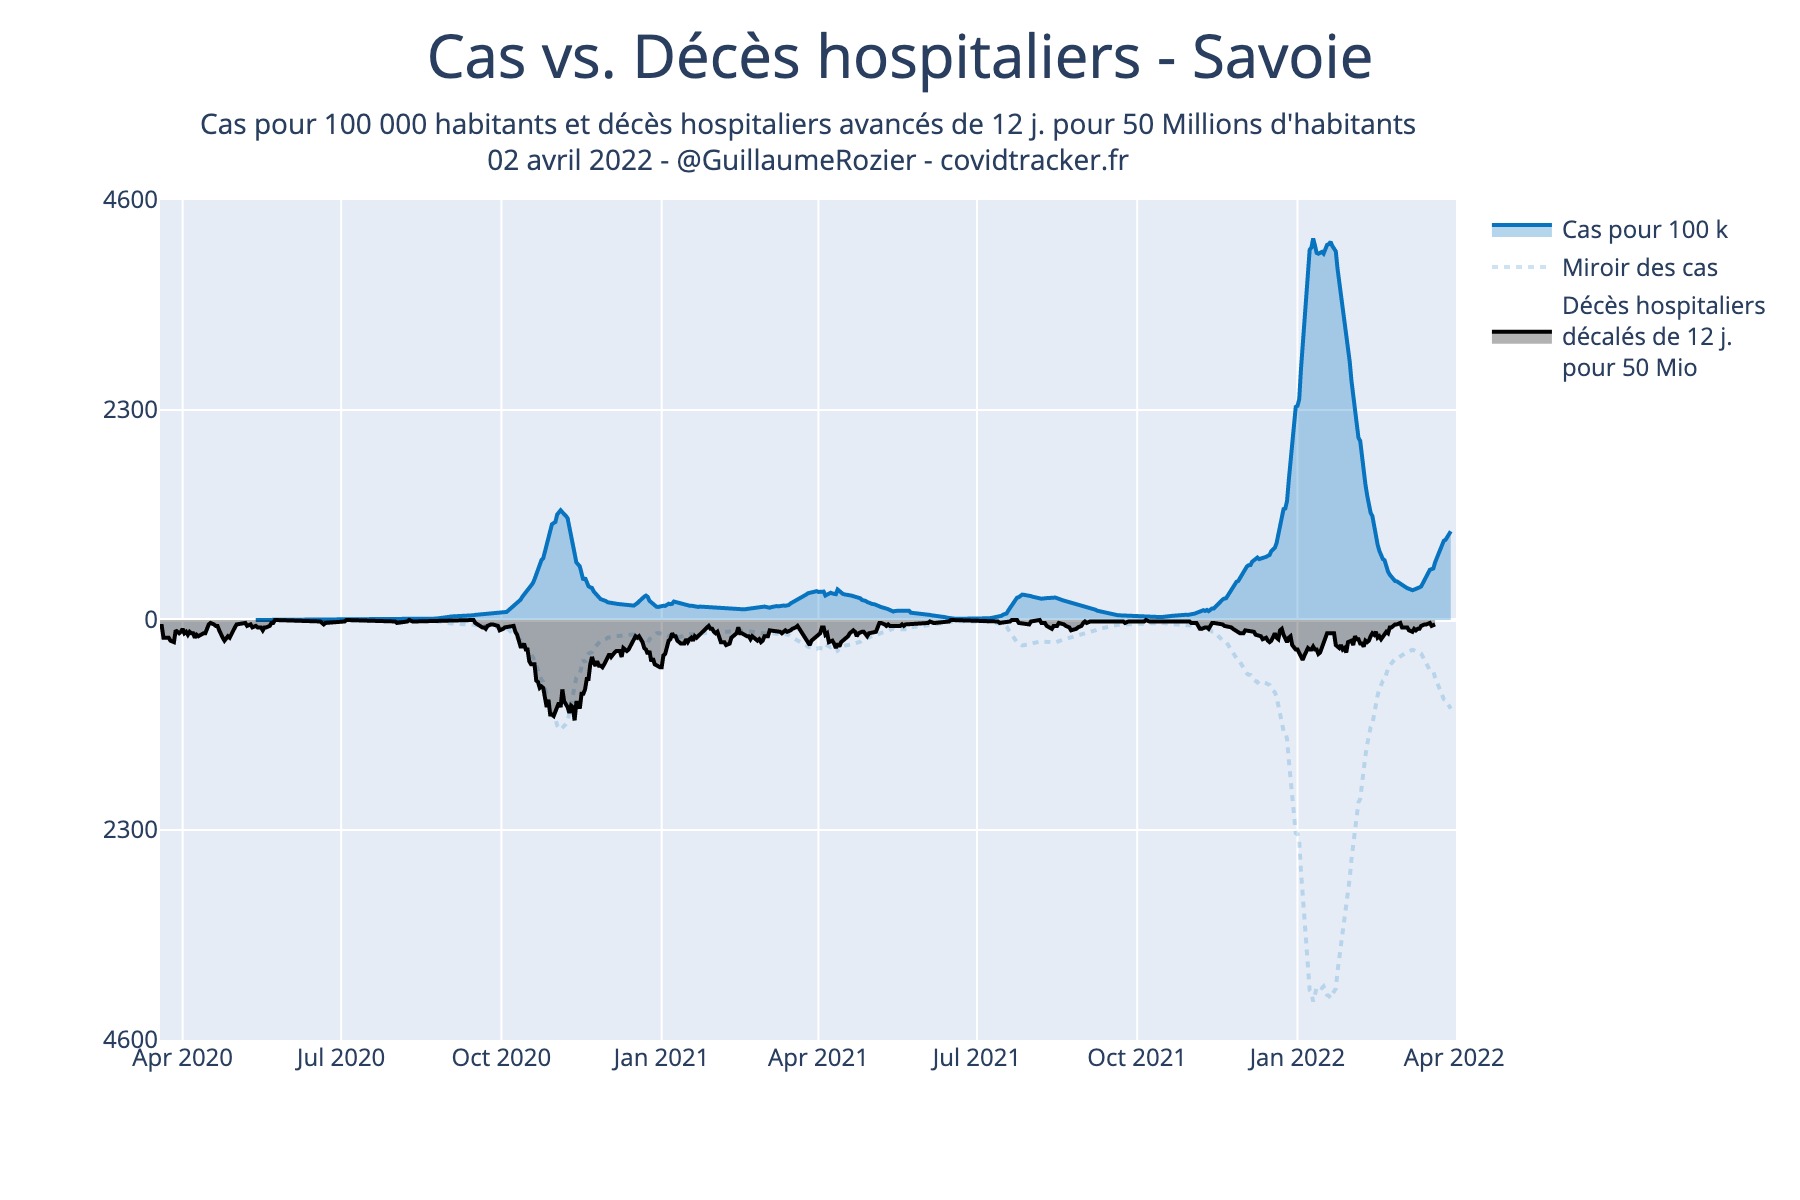 Cas vs. Décès hospitaliers - Savoie
Cas pour 100 000 habitants et décès hospitaliers avancés de 12 j. pour 50 Millions d'habitants
02 avril 2022 - @GuillaumeRozier - covidtracker.fr
4600
2300
0
2300
4600
Apr 2020 Jul 2020 Oct 2020 Jan 2021 Apr 2021 Jul 2021 Oct 2021 Jan 2022 Apr 2022
Cas pour 100 k
Miroir des cas
Décès hospitaliers
décalés de 12 j.
pour 50 Mio